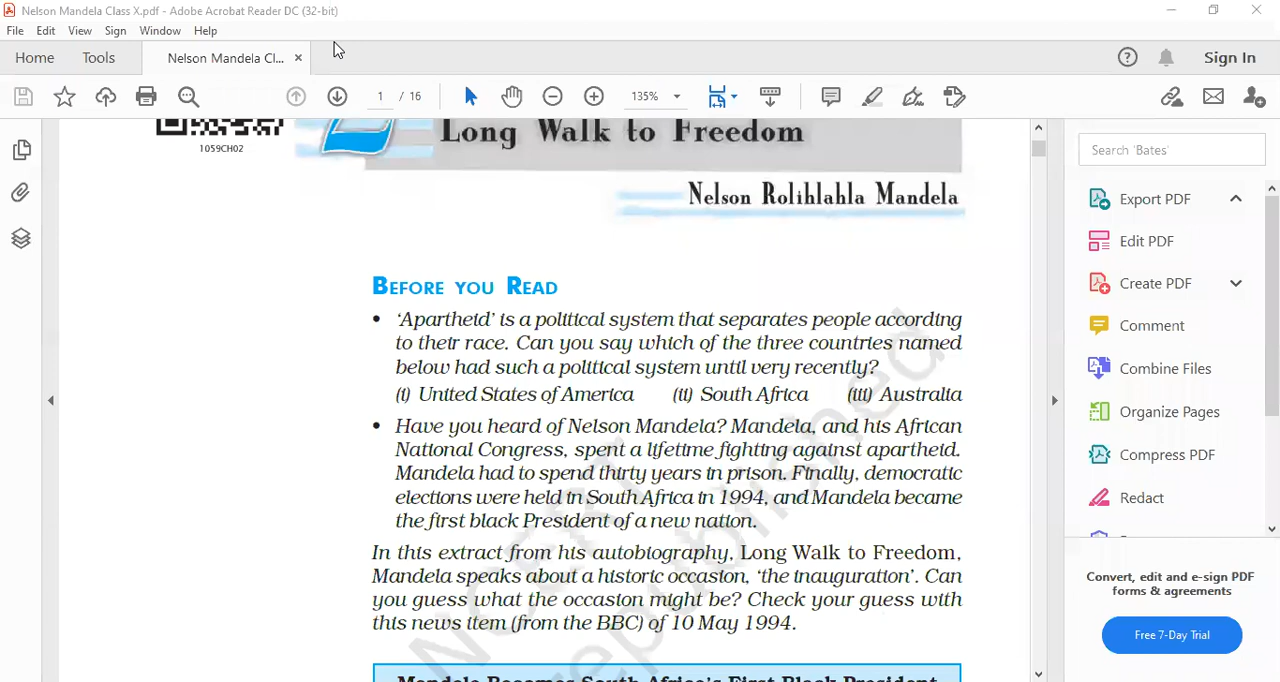 Nelson Mandela Class X.pdf - Adobe Acrobat Reader DC (32-bit)
File Edit View Sign Window Help
Home Tools Nelson Mandela Cl... × Sign In
1 / 16 135%
1059CH02
Long Walk to Freedom
Nelson Rolihlahla Mandela
BEFORE YOU READ
• ‘Apartheid’ is a political system that separates people according
to their race. Can you say which of the three countries named
below had such a political system until very recently?
(i) United States of America (ii) South Africa (iii) Australia
• Have you heard of Nelson Mandela? Mandela, and his African
National Congress, spent a lifetime fighting against apartheid.
Mandela had to spend thirty years in prison. Finally, democratic
elections were held in South Africa in 1994, and Mandela became
the first black President of a new nation.
In this extract from his autobiography, Long Walk to Freedom,
Mandela speaks about a historic occasion, ‘the inauguration’. Can
you guess what the occasion might be? Check your guess with
this news item (from the BBC) of 10 May 1994.
Mandela Becomes South Africa's First Black President
NCERT
republished
Search 'Bates'
Export PDF
Edit PDF
Create PDF
Comment
Combine Files
Organize Pages
Compress PDF
Redact
Convert, edit and e-sign PDF
forms & agreements
Free 7-Day Trial